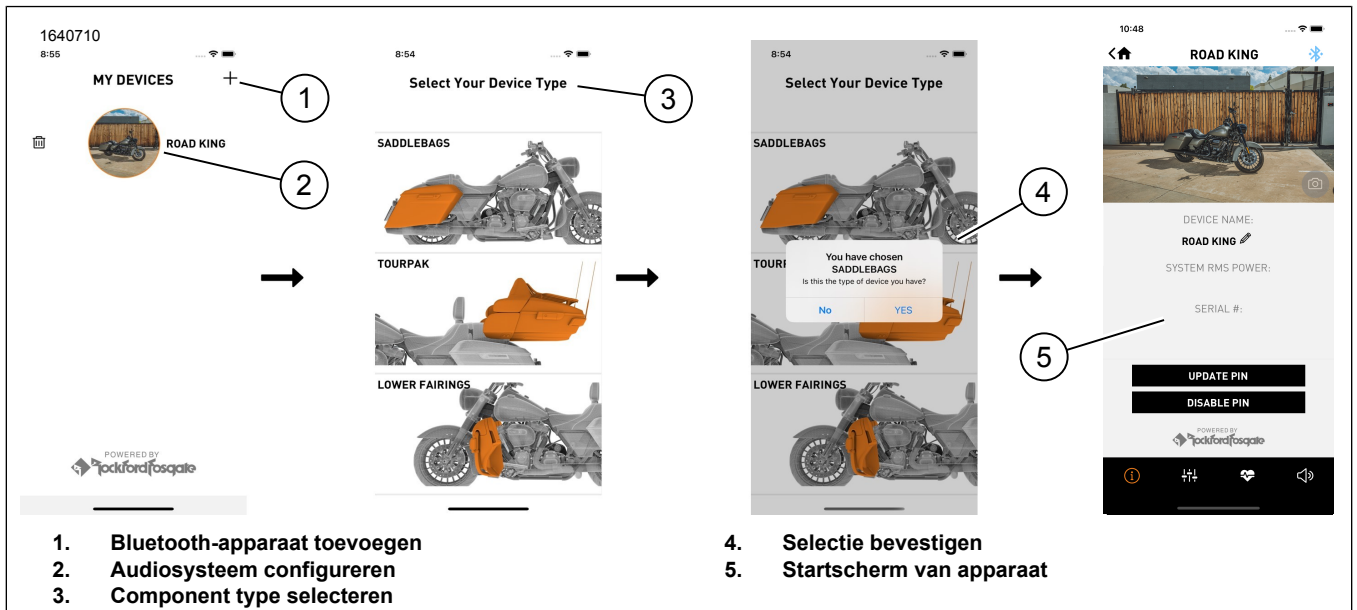 1640710
8:55
MY DEVICES
1
ROAD KING
2
POWERED BY
rockford fosgate
8:54
Select Your Device Type
3
SADDLEBAGS
TOURPAK
LOWER FAIRINGS
8:54
Select Your Device Type
SADDLEBAGS
4
TOURP
You have chosen
SADDLEBAGS
Is this the type of device you have?
No YES
LOWER FAIRINGS
10:48
ROAD KING
DEVICE NAME:
ROAD KING
SYSTEM RMS POWER:
SERIAL #:
5
UPDATE PIN
DISABLE PIN
POWERED BY
rockford fosgate
1. Bluetooth-apparaat toevoegen
2. Audiosysteem configureren
3. Component type selecteren
4. Selectie bevestigen
5. Startscherm van apparaat